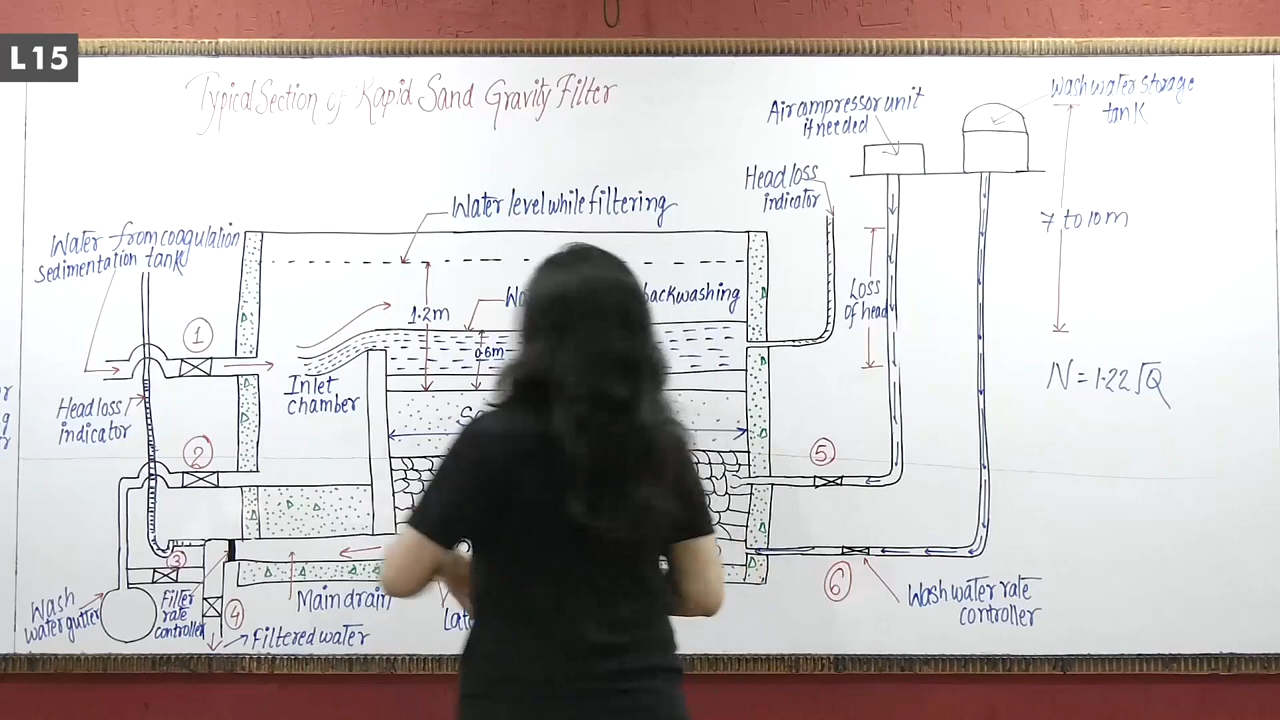 L15
Typical Section of Rapid Sand Gravity Filter
Air compressor unit
if needed
Wash water storage
tank
Head loss
indicator
7 to 10 m
Water level while filtering
Water from coagulation
sedimentation tank
backwashing
1.2m
0.6m
Loss
of head
1
N = 1.22√Q
Inlet
chamber
Head loss
indicator
2
5
3
6
Wash
water gutter
Filter
rate
controller
4
Main drain
Filtered water
Wash water rate
controller